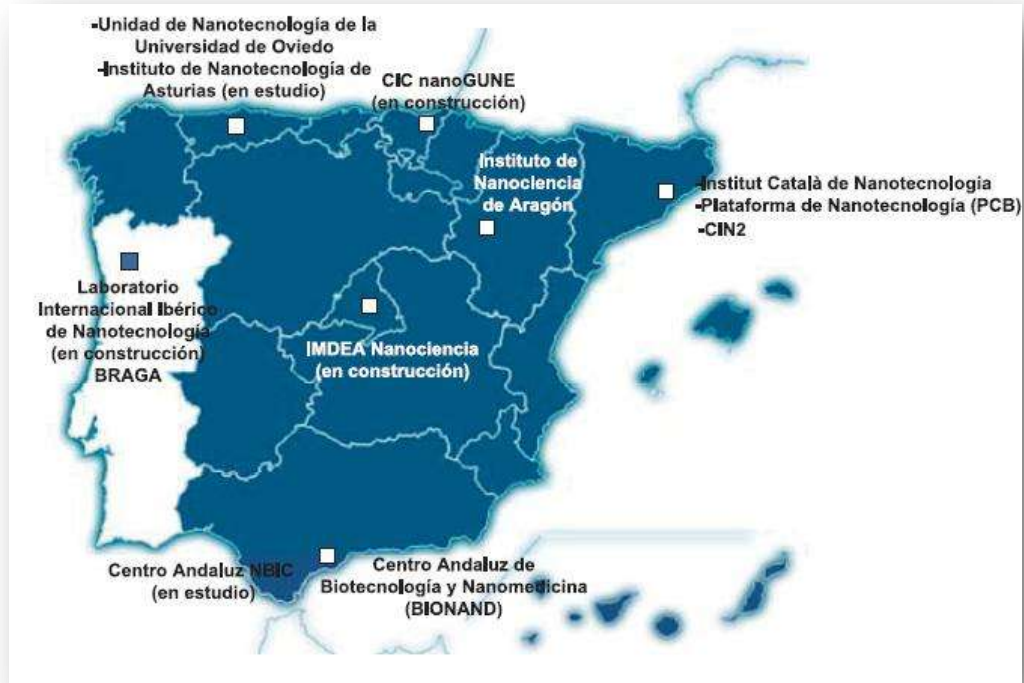 -Unidad de Nanotecnología de la
Universidad de Oviedo
-Instituto de Nanotecnología de
Asturias (en estudio)
CIC nanoGUNE
(en construcción)
Instituto de
Nanociencia
de Aragón
-Institut Català de Nanotecnologia
-Plataforma de Nanotecnología (PCB)
-CIN2
Laboratorio
Internacional Ibérico
de Nanotecnología
(en construcción)
BRAGA
IMDEA Nanociencia
(en construcción)
Centro Andaluz NBIC
(en estudio)
Centro Andaluz de
Biotecnología y Nanomedicina
(BIONAND)